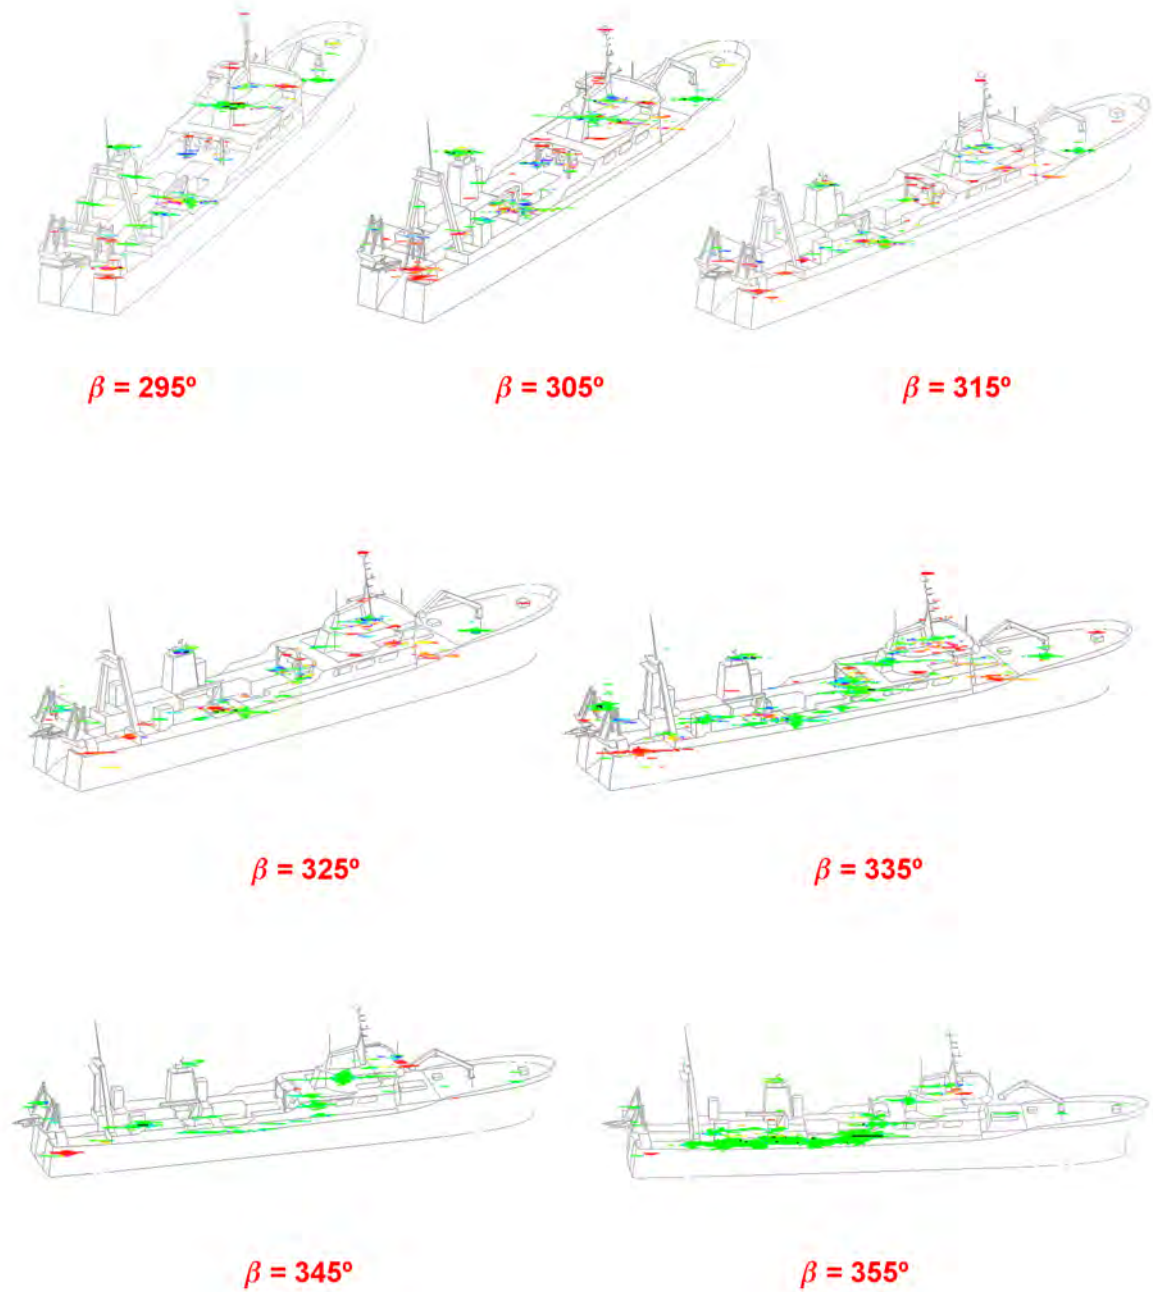 β = 295º
β = 305º
β = 315º
β = 325º
β = 335º
β = 345º
β = 355º